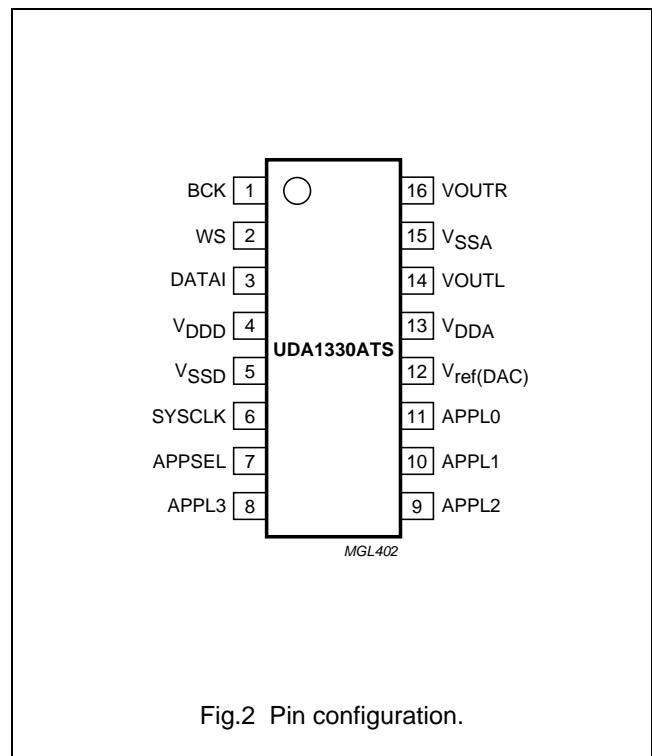 BCK 1 16 VOUTR
WS 2 15 VSSA
DATAI 3 14 VOUTL
VDDD 4 13 VDDA
UDA1330ATS
VSSD 5 12 Vref(DAC)
SYSCLK 6 11 APPL0
APPSEL 7 10 APPL1
APPL3 8 9 APPL2
MGL402
Fig.2 Pin configuration.